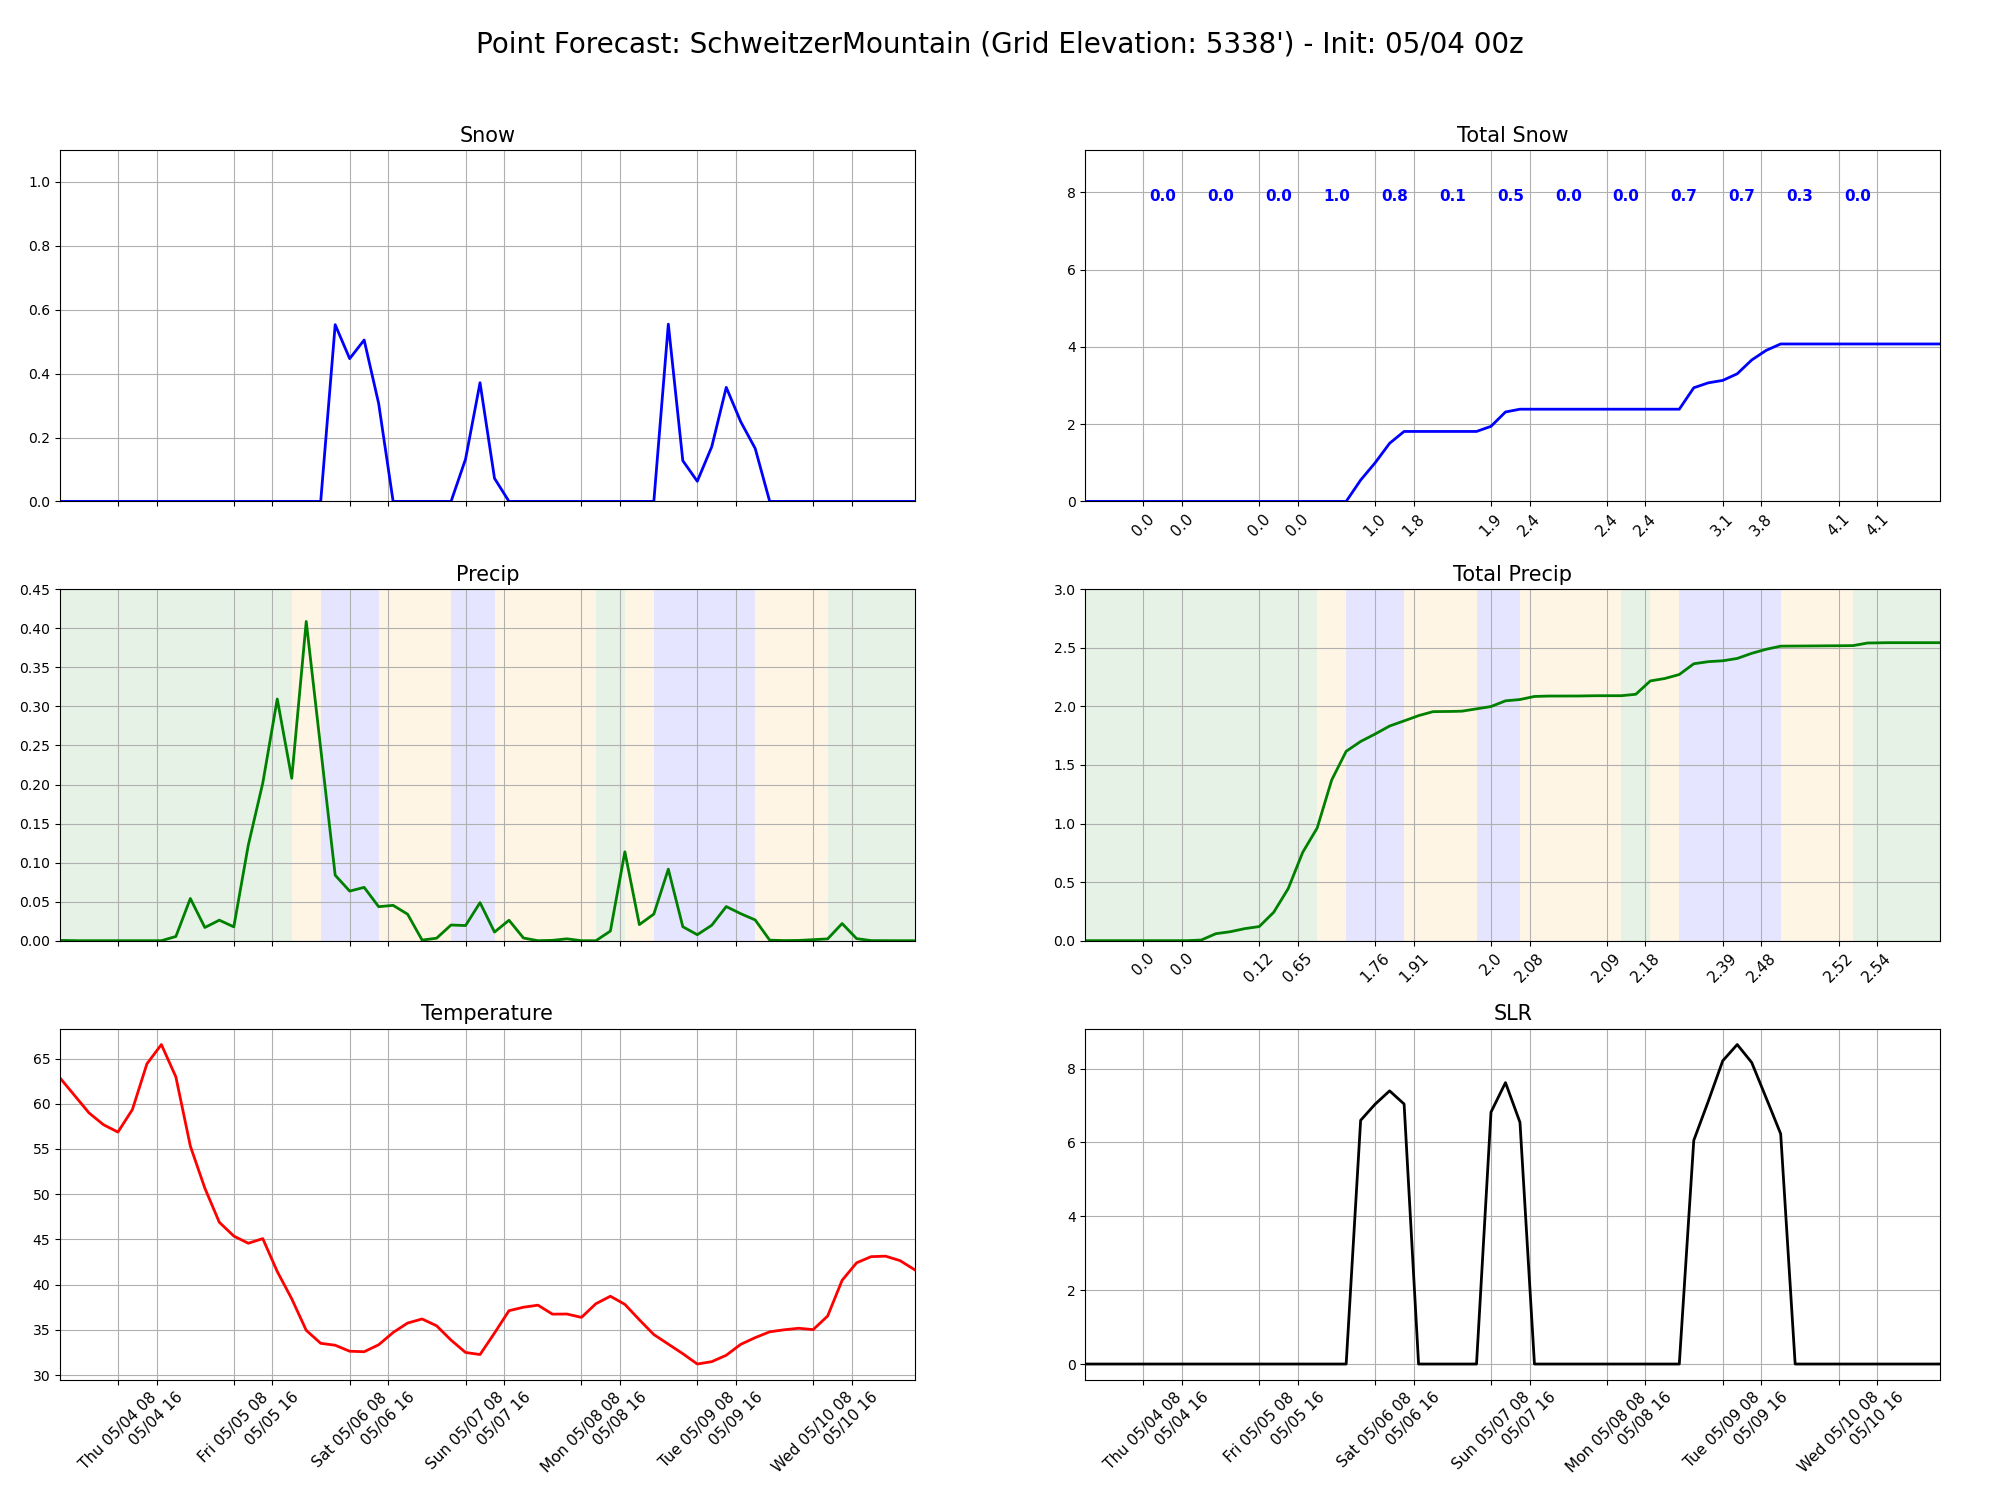 Point Forecast: SchweitzerMountain (Grid Elevation: 5338') - Init: 05/04 00z
Snow
1.0
0.8
0.6
0.4
0.2
0.0
Total Snow
8
6
4
2
0
0.0 0.0 0.0 1.0 0.8 0.1 0.5 0.0 0.0 0.7 0.7 0.3 0.0
0.0 0.0 0.0 0.0 1.0 1.8 1.9 2.4 2.4 2.4 3.1 3.8 4.1 4.1
Precip
0.45
0.40
0.35
0.30
0.25
0.20
0.15
0.10
0.05
0.00
Total Precip
3.0
2.5
2.0
1.5
1.0
0.5
0.0
0.0 0.0 0.12 0.65 1.76 1.91 2.0 2.08 2.09 2.18 2.39 2.48 2.52 2.54
Temperature
65
60
55
50
45
40
35
30
Thu 05/04 08
05/04 16
Fri 05/05 08
05/05 16
Sat 05/06 08
05/06 16
Sun 05/07 08
05/07 16
Mon 05/08 08
05/08 16
Tue 05/09 08
05/09 16
Wed 05/10 08
05/10 16
SLR
8
6
4
2
0
Thu 05/04 08
05/04 16
Fri 05/05 08
05/05 16
Sat 05/06 08
05/06 16
Sun 05/07 08
05/07 16
Mon 05/08 08
05/08 16
Tue 05/09 08
05/09 16
Wed 05/10 08
05/10 16